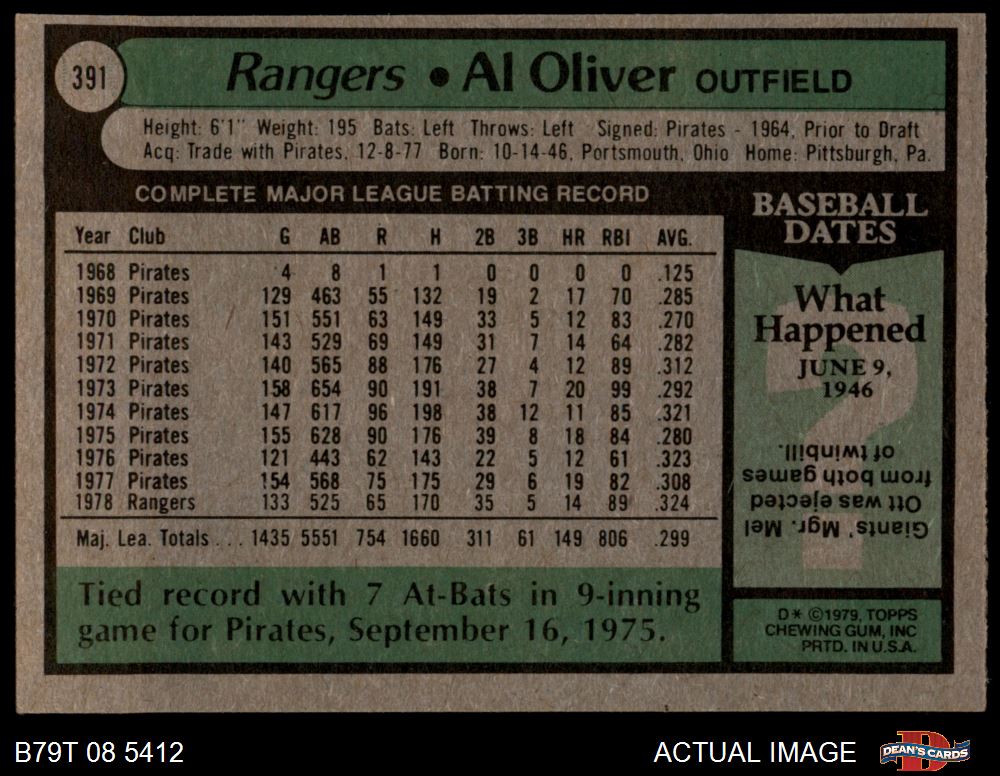 391
Rangers • Al Oliver OUTFIELD
Height: 6'1" Weight: 195 Bats: Left Throws: Left Signed: Pirates - 1964, Prior to Draft
Acq: Trade with Pirates, 12-8-77 Born: 10-14-46, Portsmouth, Ohio Home: Pittsburgh, Pa.
COMPLETE MAJOR LEAGUE BATTING RECORD
Year Club G AB R H 2B 3B HR RBI AVG.
1968 Pirates 4 8 1 1 0 0 0 0 .125
1969 Pirates 129 463 55 132 19 2 17 70 .285
1970 Pirates 151 551 63 149 33 5 12 83 .270
1971 Pirates 143 529 69 149 31 7 14 64 .282
1972 Pirates 140 565 88 176 27 4 12 89 .312
1973 Pirates 158 654 90 191 38 7 20 99 .292
1974 Pirates 147 617 96 198 38 12 11 85 .321
1975 Pirates 155 628 90 176 39 8 18 84 .280
1976 Pirates 121 443 62 143 22 5 12 61 .323
1977 Pirates 154 568 75 175 29 6 19 82 .308
1978 Rangers 133 525 65 170 35 5 14 89 .324
Maj. Lea. Totals ... 1435 5551 754 1660 311 61 149 806 .299
Tied record with 7 At-Bats in 9-inning
game for Pirates, September 16, 1975.
BASEBALL
DATES
What
Happened
JUNE 9,
1946
Giants' Mgr. Mel
Ott was ejected
from both games
of twinbill.
D* ©1979, TOPPS
CHEWING GUM, INC
PRTD. IN U.S.A.
B79T 08 5412
ACTUAL IMAGE
D
DEAN'S CARDS